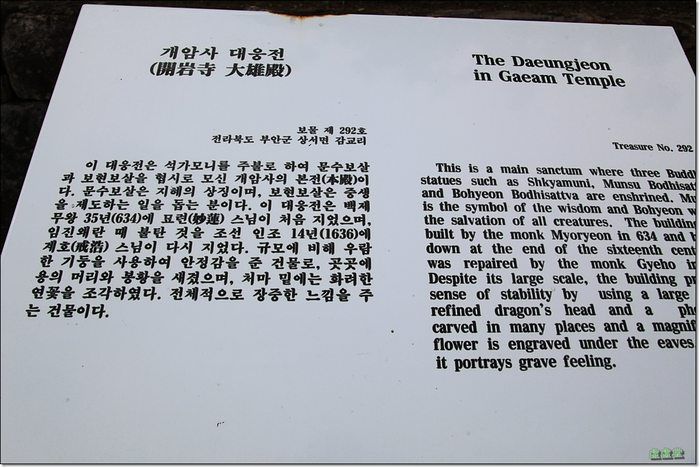 개암사 대웅전
(開岩寺 大雄殿)
보물 제 292호
전라북도 부안군 상서면 감교리
이 대웅전은 석가모니를 주불로 하여 문수보살
과 보현보살을 협시로 모신 개암사의 본전(本殿)이
다. 문수보살은 지혜의 상징이며, 보현보살은 중생
을 제도하는 일을 돕는 분이다. 이 대웅전은 백제
무왕 35년(634)에 묘련(妙蓮) 스님이 처음 지었으며,
임진왜란 때 불탄 것을 조선 인조 14년(1636)에
계호(戒浩) 스님이 다시 지었다. 규모에 비해 우람
한 기둥을 사용하여 안정감을 준 건물로, 곳곳에
용의 머리와 봉황을 새겼으며, 처마 밑에는 화려한
연꽃을 조각하였다. 전체적으로 장중한 느낌을 주
는 건물이다.
The Daeungjeon
in Gaeam Temple
Treasure No. 292
This is a main sanctum where three Budd
statues such as Shkyamuni, Munsu Bodhisat
and Bohyeon Bodhisattva are enshrined. Mu
is the symbol of the wisdom and Bohyeon w
the salvation of all creatures. The building
built by the monk Myoryeon in 634 and b
down at the end of the sixteenth cent
was repaired by the monk Gyeho in
Despite its large scale, the building p
sense of stability by using a large
refined dragon's head and a pho
carved in many places and a magnif
flower is engraved under the eaves
it portrays grave feeling.